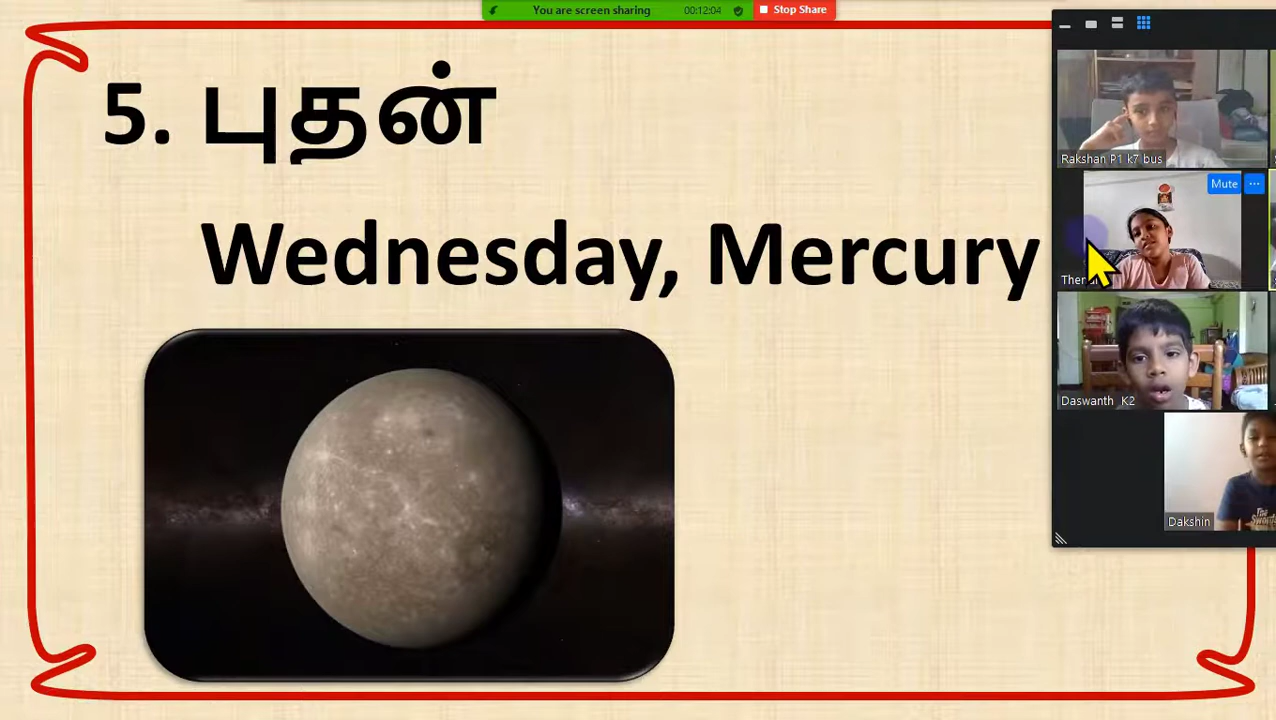 You are screen sharing
00:12:04
Stop Share
5. புதன்
Wednesday, Mercury
Rakshan P1 k7 bus
Mute
Daswanth K2
Dakshin